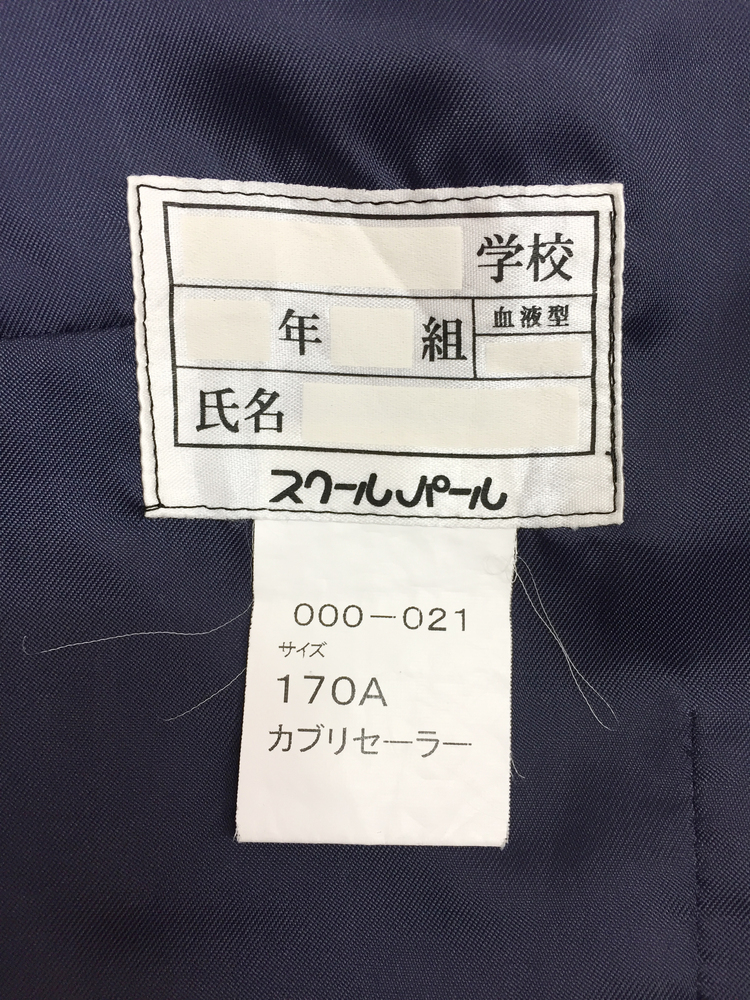 学校
年 組 血液型
氏名
スクールパール
000-021
サイズ
170A
カブリセーラー